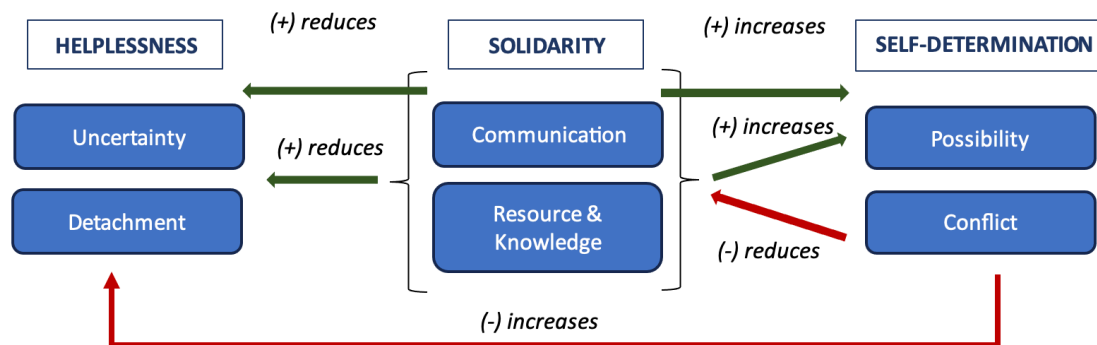 (+) reduces
(+) increases
HELPLESSNESS
SOLIDARITY
SELF-DETERMINATION
Uncertainty
Communication
(+) increases
Possibility
(+) reduces
Detachment
Resource &
Knowledge
Conflict
(-) reduces
(-) increases